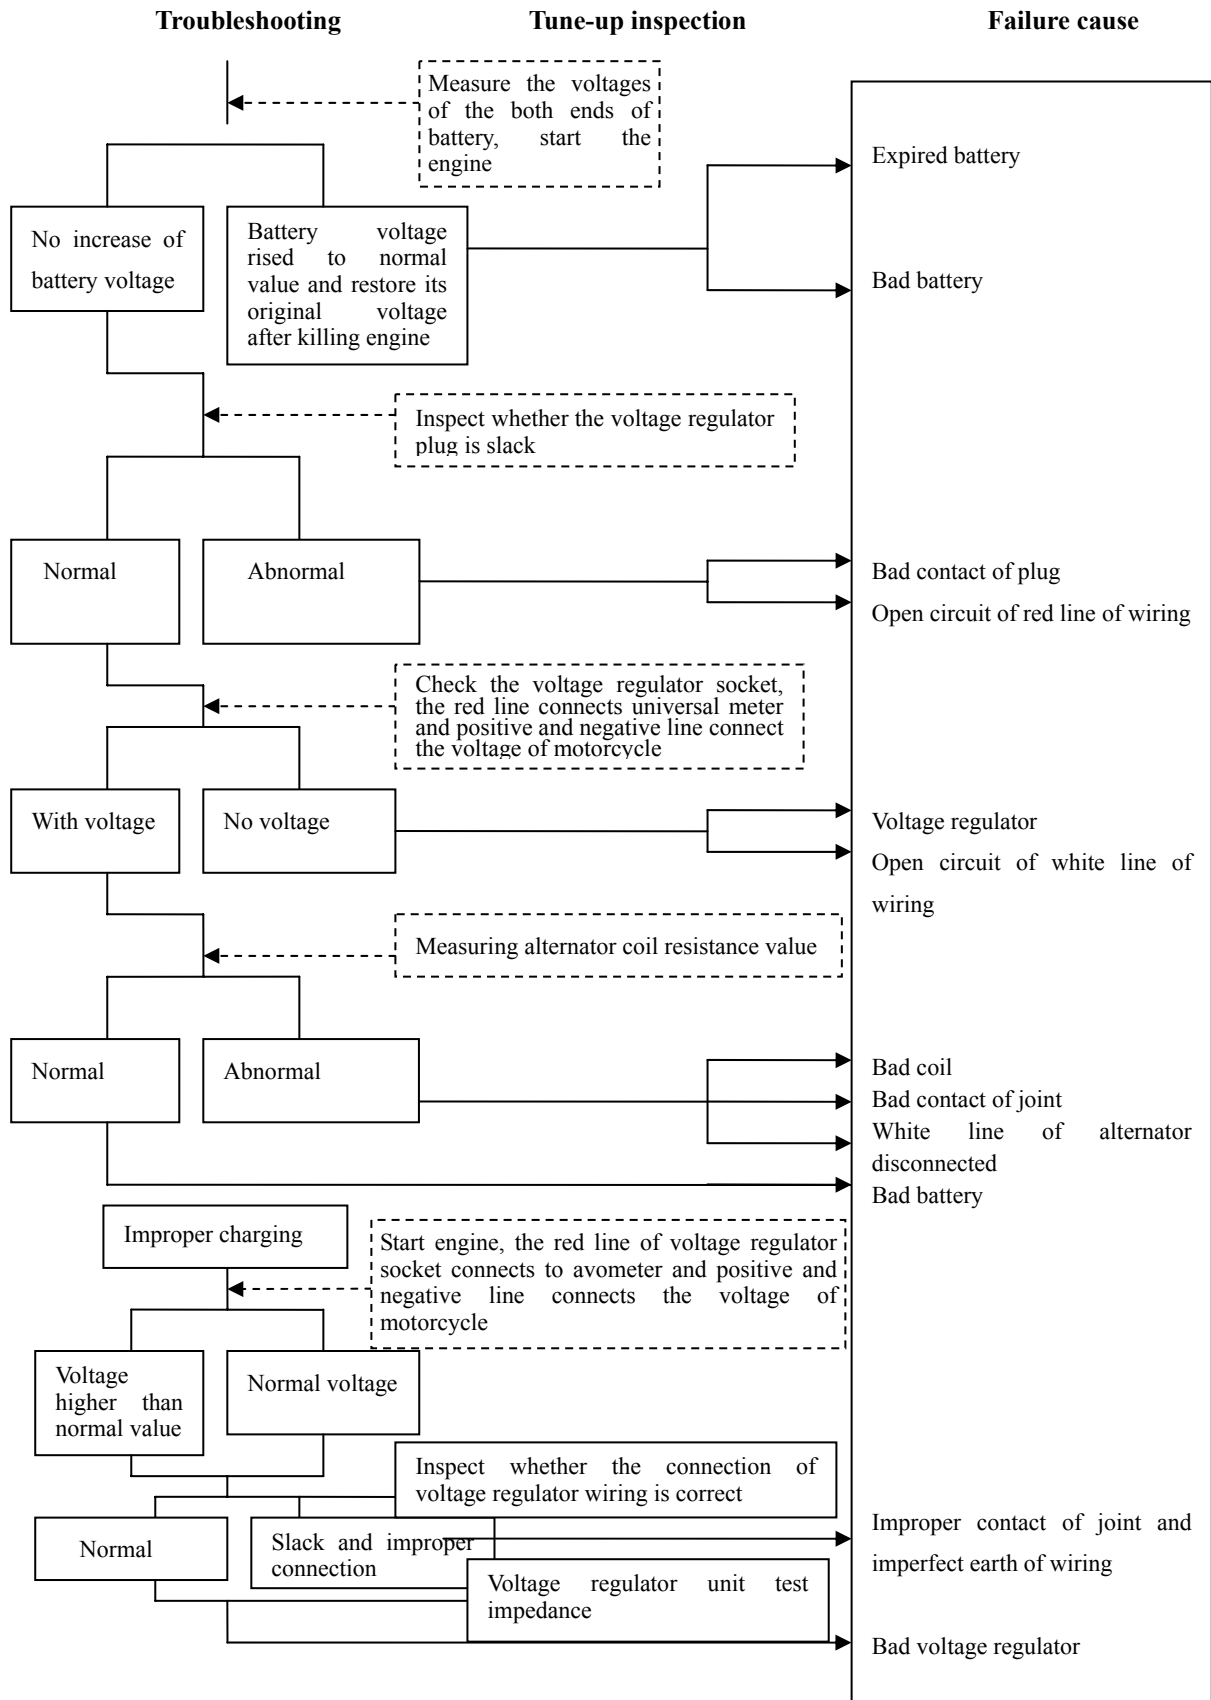 Troubleshooting
Tune-up inspection
Failure cause
Measure the voltages
of the both ends of
battery, start the
engine
Expired battery
No increase of
battery voltage
Battery voltage
rised to normal
value and restore its
original voltage
after killing engine
Bad battery
Inspect whether the voltage regulator
plug is slack
Normal
Abnormal
Bad contact of plug
Open circuit of red line of wiring
Check the voltage regulator socket,
the red line connects universal meter
and positive and negative line connect
the voltage of motorcycle
With voltage
No voltage
Voltage regulator
Open circuit of white line of
wiring
Measuring alternator coil resistance value
Normal
Abnormal
Bad coil
Bad contact of joint
White line of alternator
disconnected
Bad battery
Improper charging
Start engine, the red line of voltage regulator
socket connects to avometer and positive and
negative line connects the voltage of
motorcycle
Voltage
higher than
normal value
Normal voltage
Inspect whether the connection of
voltage regulator wiring is correct
Normal
Slack and improper
connection
Improper contact of joint and
imperfect earth of wiring
Voltage regulator unit test
impedance
Bad voltage regulator